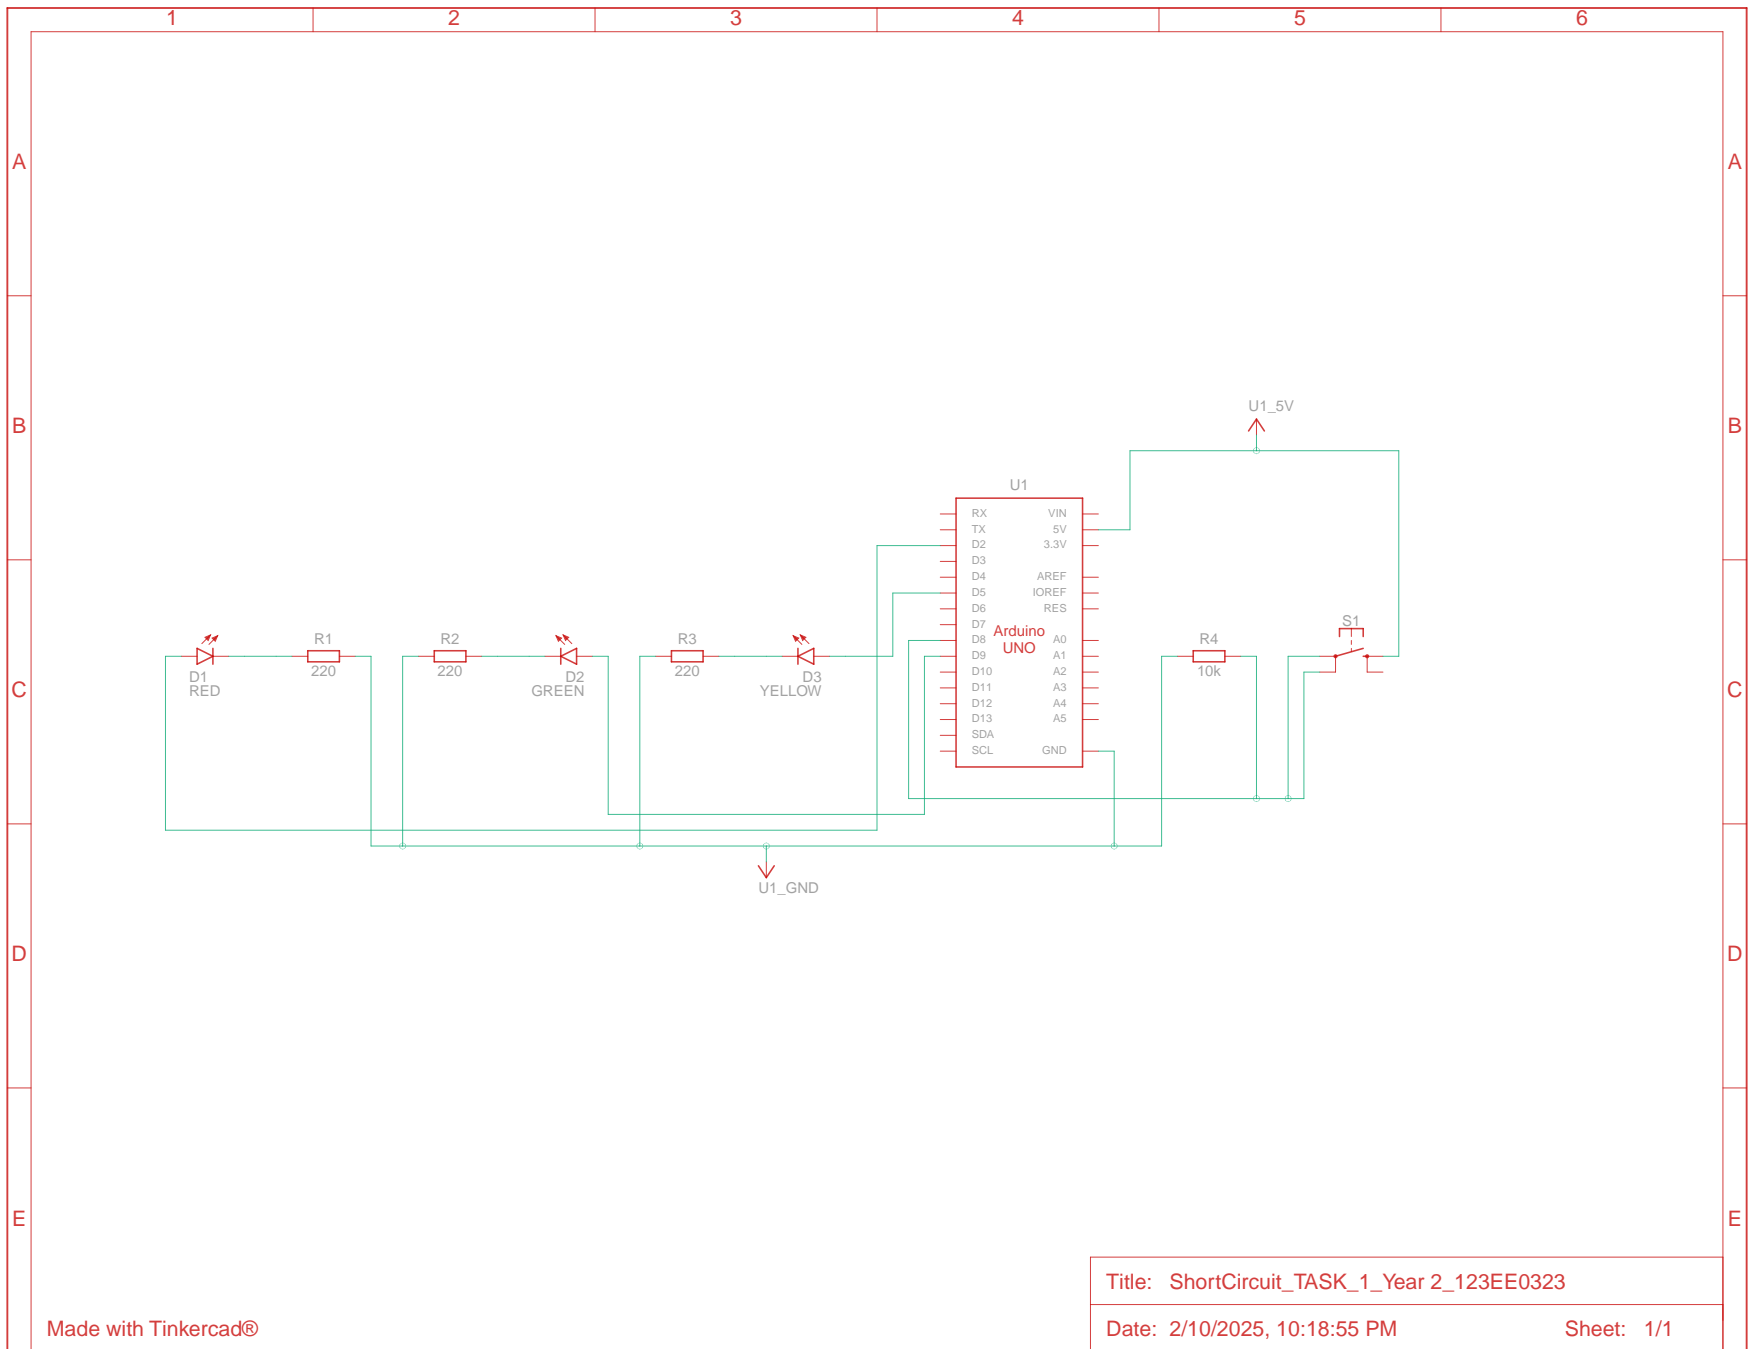 1 2 3 4 5 6
A A
U1_5V
B B
U1
RX VIN
TX 5V
D2 3.3V
D3
D4 AREF
D5 IOREF
D6 RES
D7
D8 A0
Arduino
UNO
D9 A1
D10 A2
D11 A3
D12 A4
D13 A5
SDA
SCL GND
R1
220
R2
220
R3
220
R4
10k
S1
D1
RED
D2
GREEN
D3
YELLOW
C C
U1_GND
D D
E E
Title: ShortCircuit_TASK_1_Year 2_123EE0323
Made with Tinkercad®
Date: 2/10/2025, 10:18:55 PM Sheet: 1/1